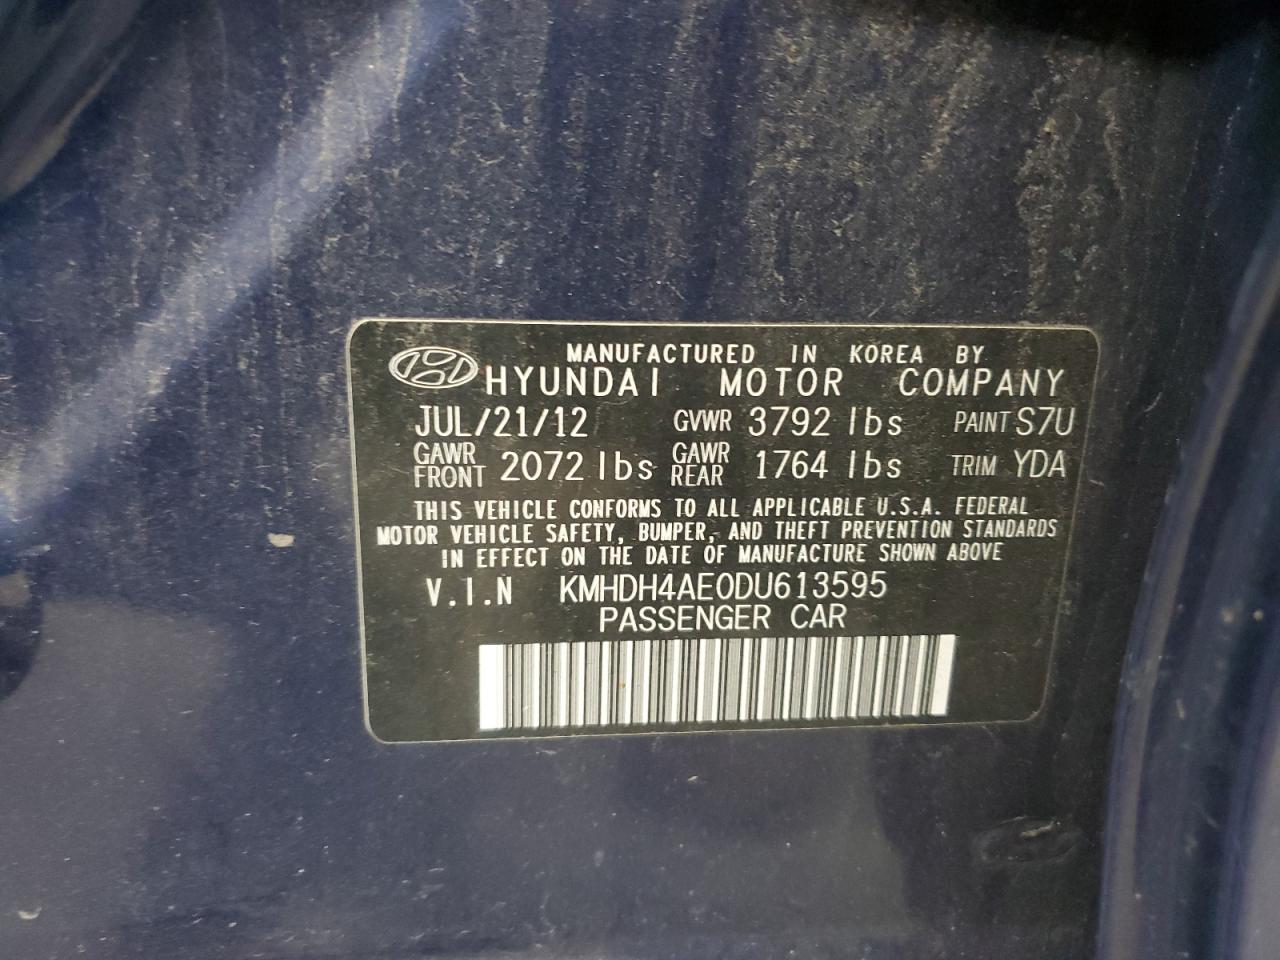 MANUFACTURED IN KOREA BY
HYUNDAI MOTOR COMPANY
JUL/21/12 GVWR 3792 lbs PAINT S7U
GAWR FRONT 2072 lbs GAWR REAR 1764 lbs TRIM YDA
THIS VEHICLE CONFORMS TO ALL APPLICABLE U.S.A. FEDERAL
MOTOR VEHICLE SAFETY, BUMPER, AND THEFT PREVENTION STANDARDS
IN EFFECT ON THE DATE OF MANUFACTURE SHOWN ABOVE
V.I.N KMHDH4AE0DU613595
PASSENGER CAR